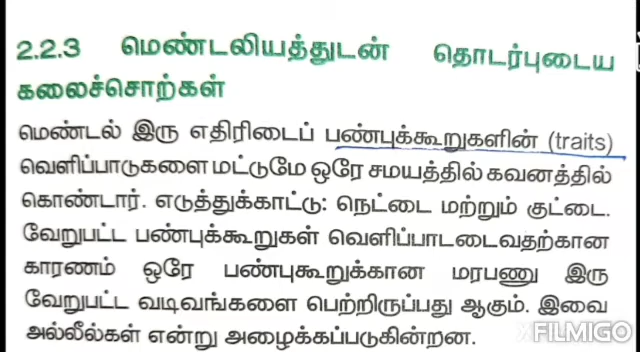 2.2.3 மெண்டலியத்துடன் தொடர்புடைய
கலைச்சொற்கள்
மெண்டல் இரு எதிரிடைப் பண்புக்கூறுகளின் (traits)
வெளிப்பாடுகளை மட்டுமே ஒரே சமயத்தில் கவனத்தில்
கொண்டார். எடுத்துக்காட்டு: நெட்டை மற்றும் குட்டை.
வேறுபட்ட பண்புக்கூறுகள் வெளிப்பாடடைவதற்கான
காரணம் ஒரே பண்புகூறுக்கான மரபணு இரு
வேறுபட்ட வடிவங்களை பெற்றிருப்பது ஆகும். இவை
அல்லீல்கள் என்று அழைக்கப்படுகின்றன.
FILMIGO